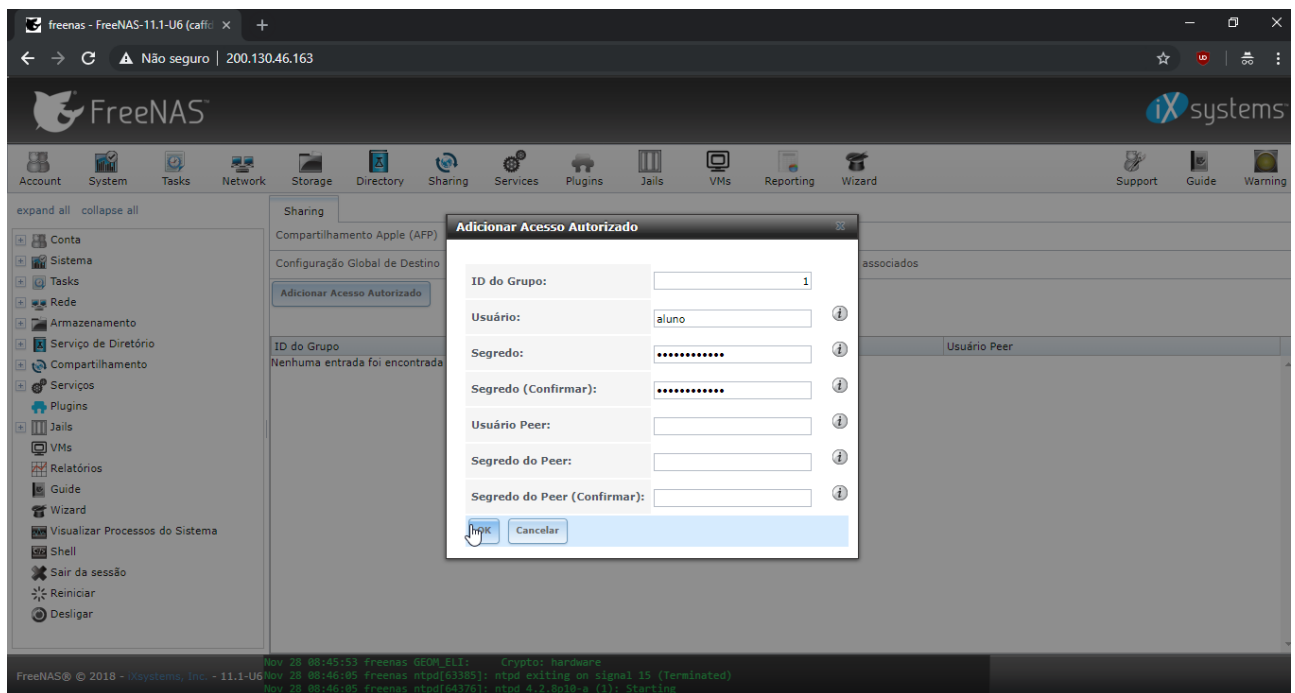 freenas - FreeNAS-11.1-U6 (caffd
Não seguro | 200.130.46.163
FreeNAS
iXsystems
Account System Tasks Network Storage Directory Sharing Services Plugins Jails VMs Reporting Wizard Support Guide Warning
expand all collapse all
Conta
Sistema
Tasks
Rede
Armazenamento
Serviço de Diretório
Compartilhamento
Serviços
Plugins
Jails
VMs
Relatórios
Guide
Wizard
Visualizar Processos do Sistema
Shell
Sair da sessão
Reiniciar
Desligar
Sharing
Compartilhamento Apple (AFP)
Configuração Global de Destino
associados
Adicionar Acesso Autorizado
ID do Grupo
Usuário Peer
Nenhuma entrada foi encontrada
Adicionar Acesso Autorizado
ID do Grupo: 1
Usuário: aluno
Segredo: ••••••••••••
Segredo (Confirmar): ••••••••••••
Usuário Peer:
Segredo do Peer:
Segredo do Peer (Confirmar):
OK Cancelar
FreeNAS® © 2018 - iXsystems, Inc. - 11.1-U6
Nov 28 08:45:53 freenas GEOM_ELI: Crypto: hardware
Nov 28 08:46:05 freenas ntpd[63385]: ntpd exiting on signal 15 (Terminated)
Nov 28 08:46:05 freenas ntpd[64376]: ntpd 4.2.8p10-a (1): Starting